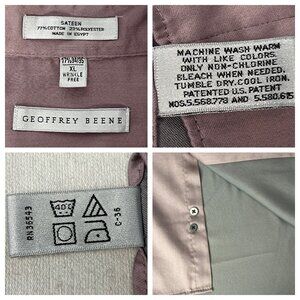 SATEEN
77% COTTON 23% POLYESTER
MADE IN EGYPT
17½ 34/35
XL
WRINKLE
FREE
GEOFFREY BEENE
MACHINE WASH WARM
WITH LIKE COLORS.
ONLY NON-CHLORINE
BLEACH WHEN NEEDED.
TUMBLE DRY. COOL IRON.
PATENTED U.S. PATENT
NOS. 5.568.778 AND 5.580.615
RN36543
40°
C-36